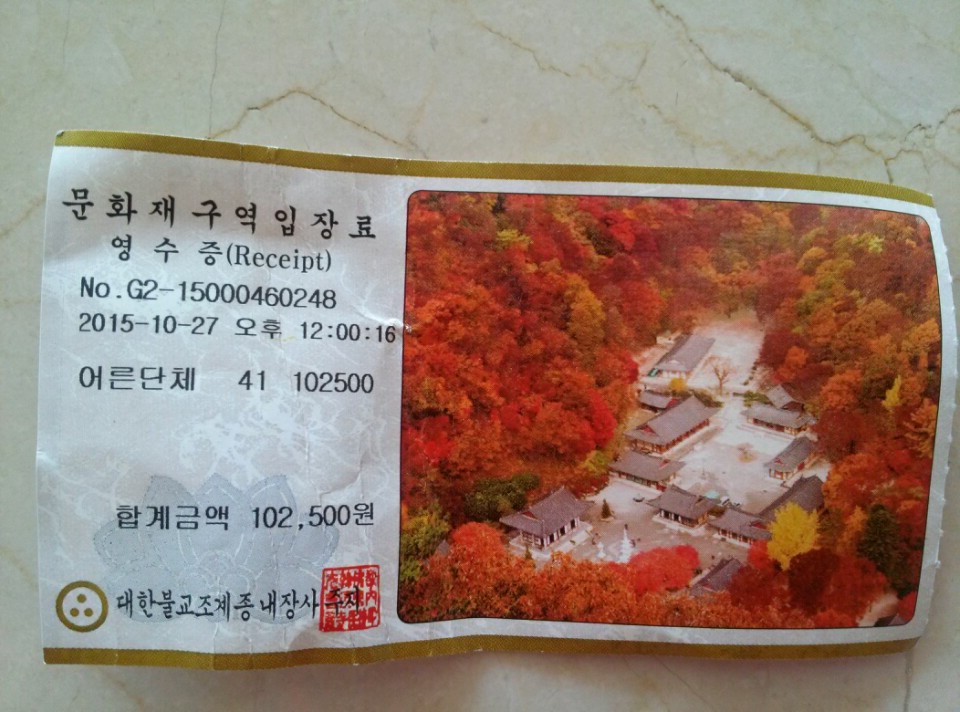 문화재구역입장료
영수증(Receipt)
No.G2-15000460248
2015-10-27 오후 12:00:16
어른단체 41 102500
합계금액 102,500원
대한불교조계종 내장사 주지